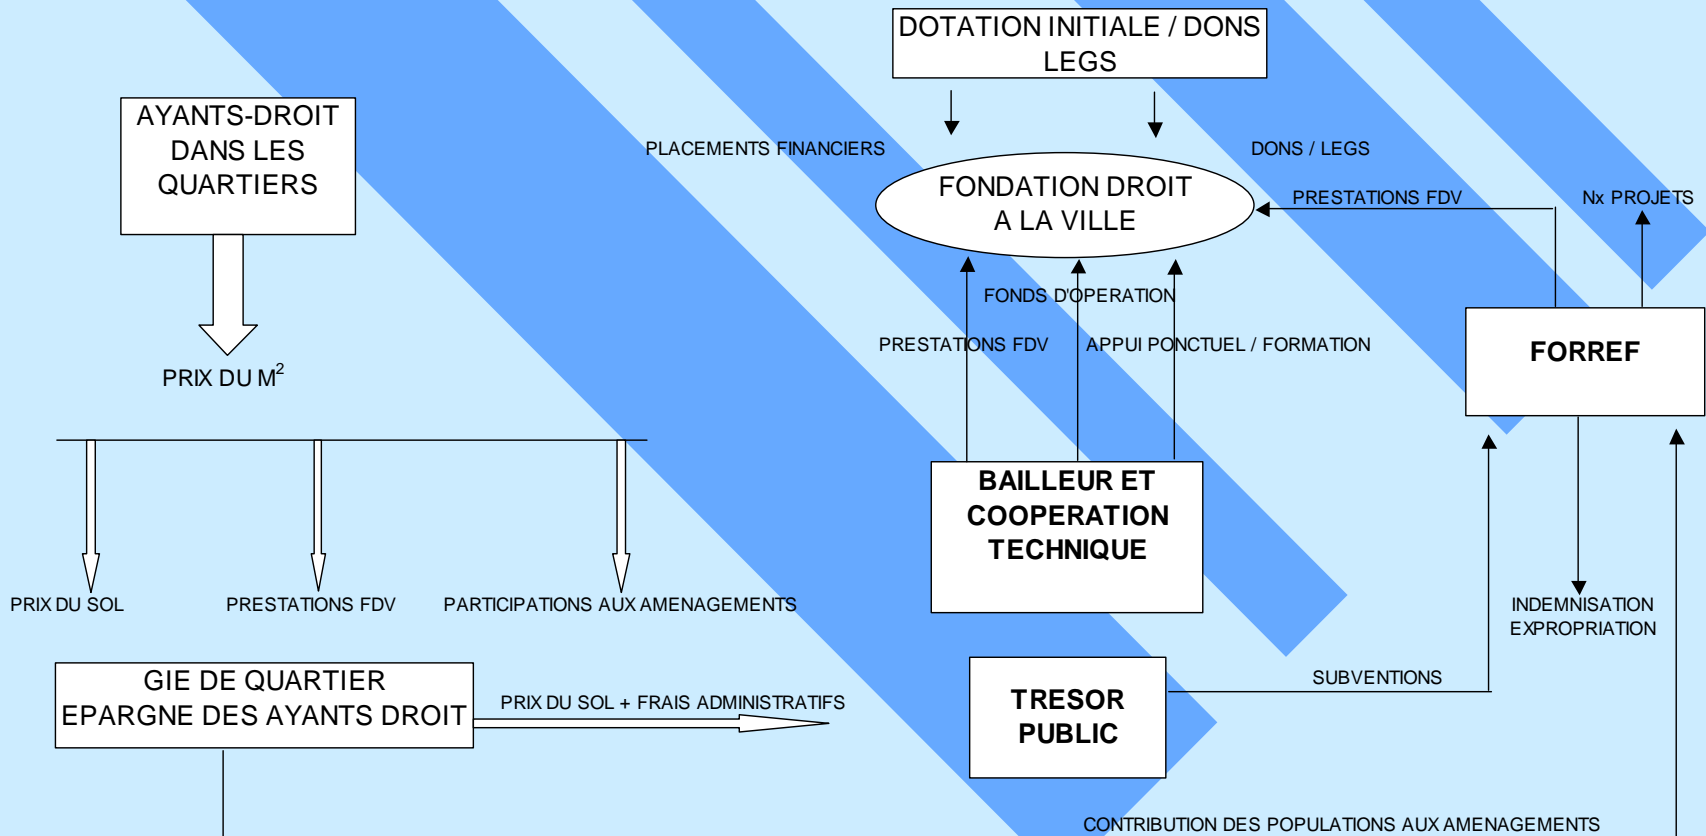 DOTATION INITIALE / DONS
LEGS
AYANTS-DROIT
DANS LES
QUARTIERS
PLACEMENTS FINANCIERS
DONS / LEGS
FONDATION DROIT
A LA VILLE
PRESTATIONS FDV
Nx PROJETS
FONDS D'OPERATION
PRESTATIONS FDV
APPUI PONCTUEL / FORMATION
FORREF
PRIX DU M²
BAILLEUR ET
COOPERATION
TECHNIQUE
PRIX DU SOL
PRESTATIONS FDV
PARTICIPATIONS AUX AMENAGEMENTS
INDEMNISATION
EXPROPRIATION
GIE DE QUARTIER
EPARGNE DES AYANTS DROIT
PRIX DU SOL + FRAIS ADMINISTRATIFS
TRESOR
PUBLIC
SUBVENTIONS
CONTRIBUTION DES POPULATIONS AUX AMENAGEMENTS